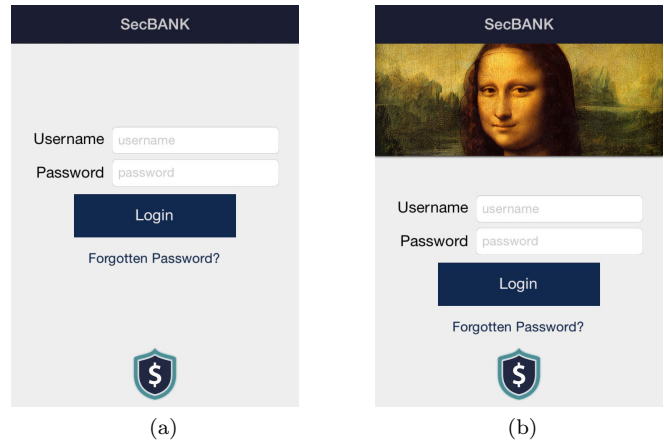 SecBANK
Username username
Password password
Login
Forgotten Password?
$
(a)
SecBANK
Username username
Password password
Login
Forgotten Password?
$
(b)